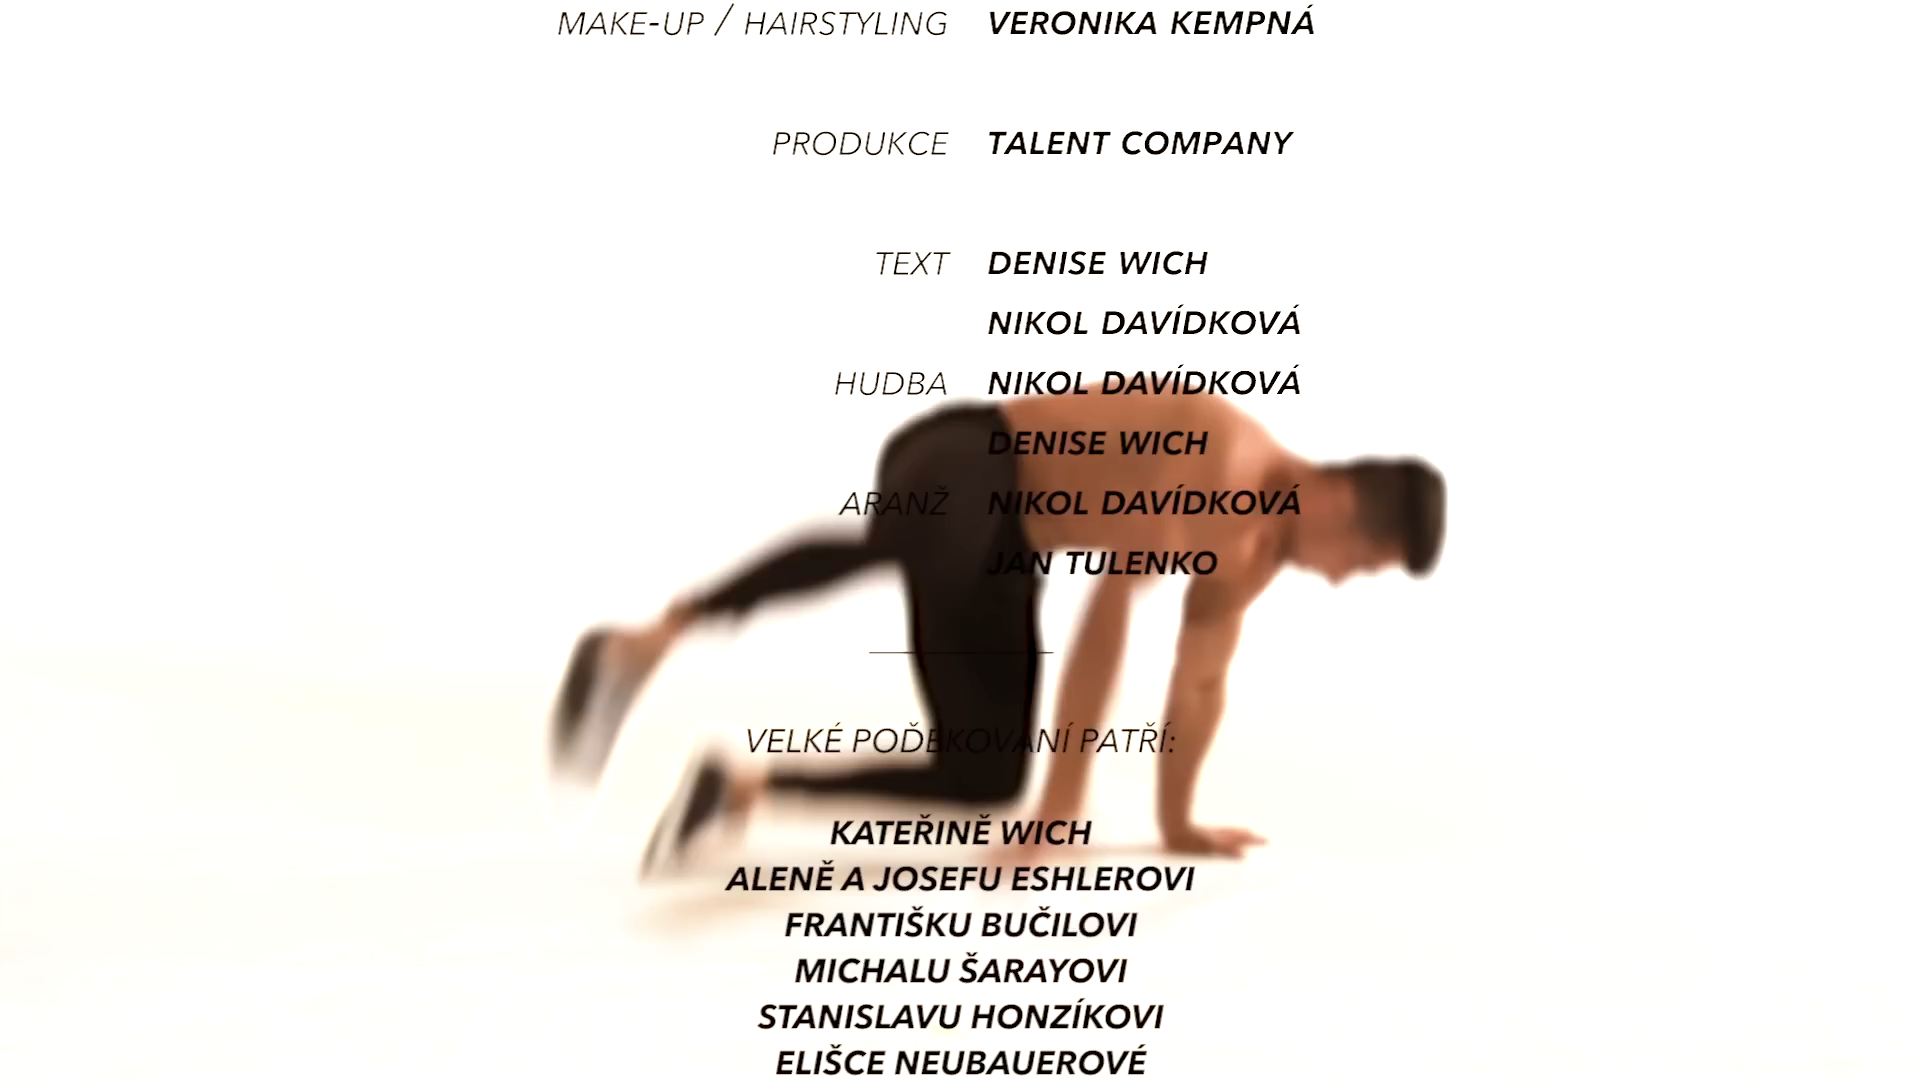 MAKE-UP / HAIRSTYLING VERONIKA KEMPNÁ
PRODUKCE TALENT COMPANY
TEXT DENISE WICH
NIKOL DAVÍDKOVÁ
HUDBA NIKOL DAVÍDKOVÁ
DENISE WICH
ARANŽ NIKOL DAVÍDKOVÁ
JAN TULENKO
VELKÉ POĎEKOVÁNÍ PATŘÍ:
KATEŘINĚ WICH
ALENĚ A JOSEFU ESHLEROVI
FRANTIŠKU BUČILOVI
MICHALU ŠARAYOVI
STANISLAVU HONZÍKOVI
ELIŠCE NEUBAUEROVÉ